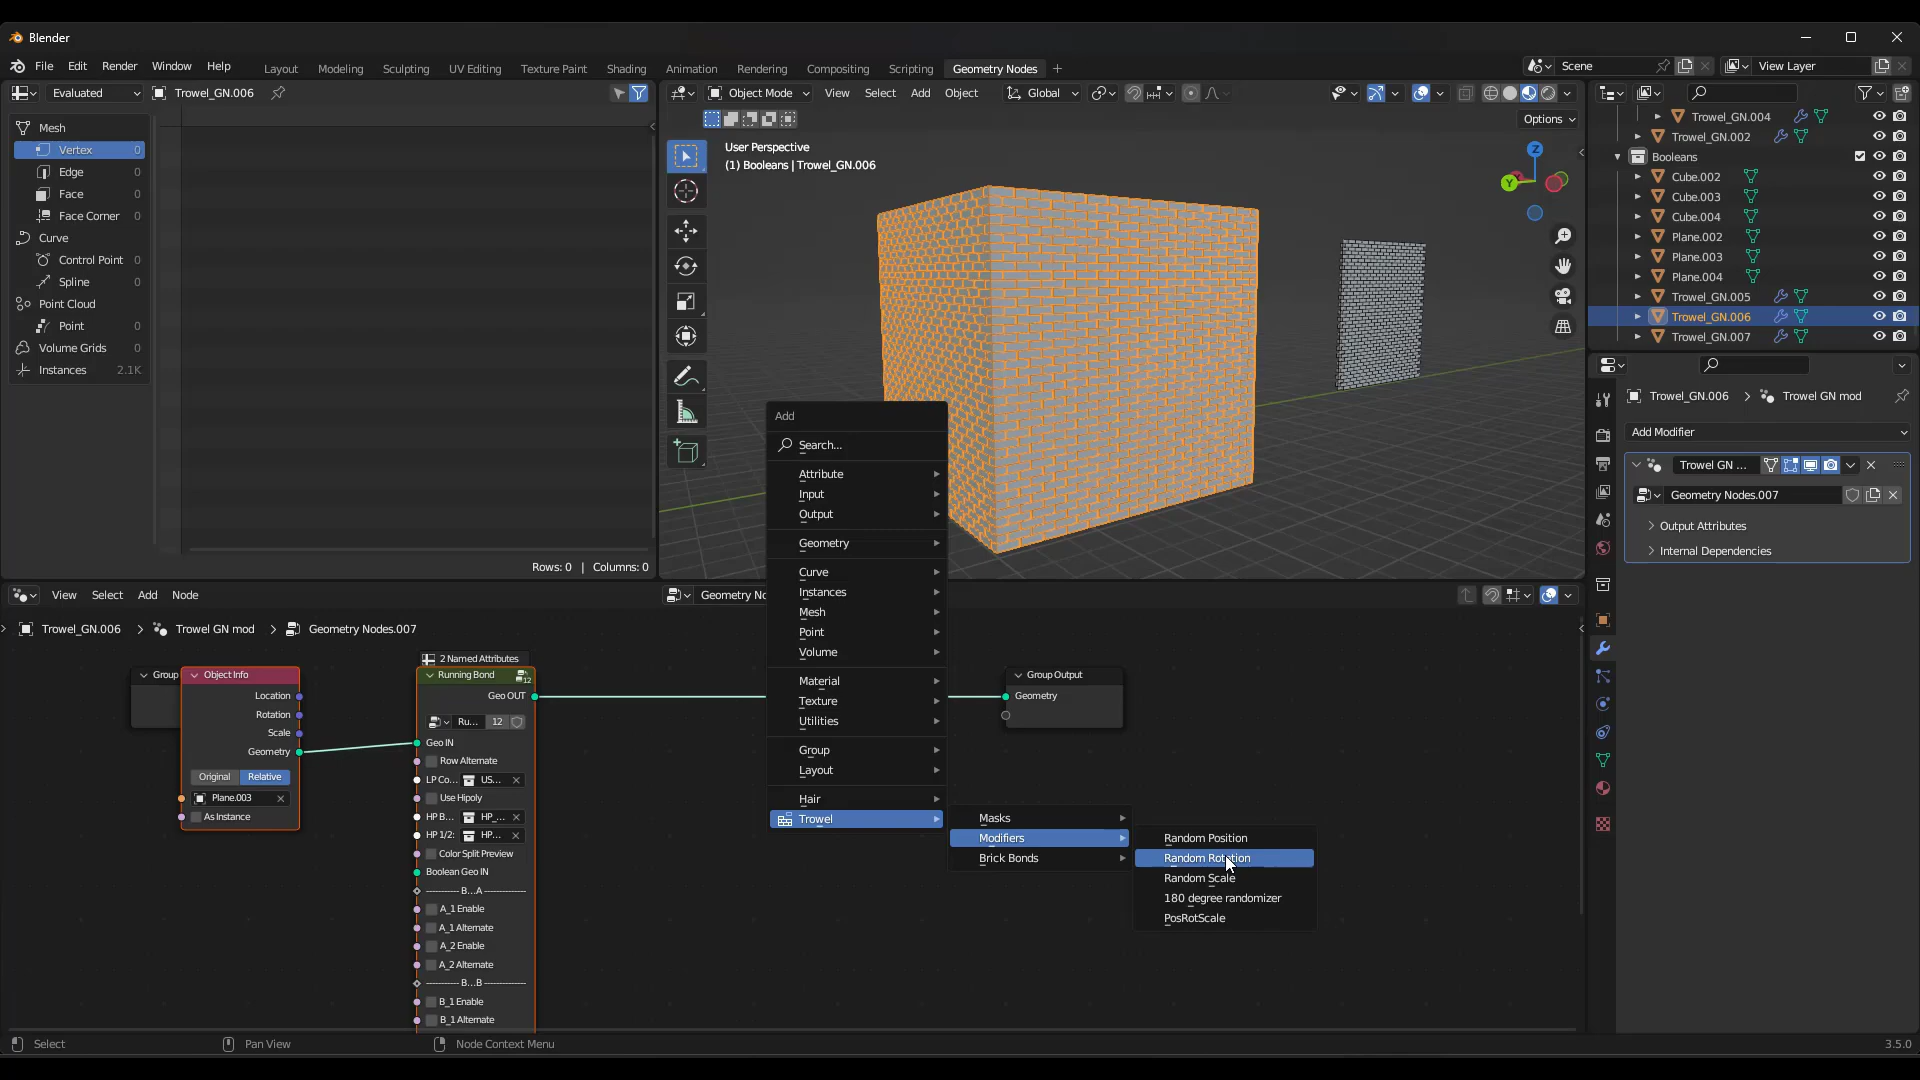 Blender
File Edit Render Window Help
Layout Modeling Sculpting UV Editing Texture Paint Shading Animation Rendering Compositing Scripting Geometry Nodes +
Scene
View Layer
Evaluated
Trowel_GN.006
Mesh
Vertex 0
Edge 0
Face 0
Face Corner 0
Curve
Control Point 0
Spline 0
Point Cloud
Point 0
Volume Grids 0
Instances 2.1K
Rows: 0 | Columns: 0
Object Mode View Select Add Object Global
Options
User Perspective
(1) Booleans | Trowel_GN.006
Z
Y
Trowel_GN.004
Trowel_GN.002
Booleans
Cube.002
Cube.003
Cube.004
Plane.002
Plane.003
Plane.004
Trowel_GN.005
Trowel_GN.006
Trowel_GN.007
Trowel_GN.006 > Trowel GN mod
Add Modifier
Trowel GN ...
Geometry Nodes.007
Output Attributes
Internal Dependencies
View Select Add Node
Geometry No
Trowel_GN.006 > Trowel GN mod > Geometry Nodes.007
Group
Object Info
Location
Rotation
Scale
Geometry
Original Relative
Plane.003
As Instance
2 Named Attributes
Running Bond
12
Geo OUT
Ru... 12
Geo IN
Row Alternate
LP Co... US...
Use Hipoly
HP B... HP_...
HP 1/2: HP...
Color Split Preview
Boolean Geo IN
----------- B...A -----------
A_1 Enable
A_1 Alternate
A_2 Enable
A_2 Alternate
----------- B...B -----------
B_1 Enable
B_1 Alternate
Group Output
Geometry
Add
Search...
Attribute
Input
Output
Geometry
Curve
Instances
Mesh
Point
Volume
Material
Texture
Utilities
Group
Layout
Hair
Trowel
Masks
Modifiers
Brick Bonds
Random Position
Random Rotation
Random Scale
180 degree randomizer
PosRotScale
Select
Pan View
Node Context Menu
3.5.0